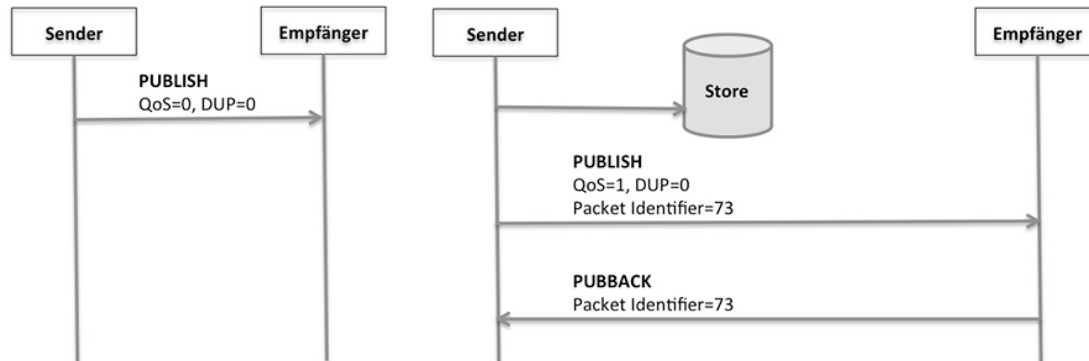 Sender
Empfänger
PUBLISH
QoS=0, DUP=0
Sender
Empfänger
Store
PUBLISH
QoS=1, DUP=0
Packet Identifier=73
PUBBACK
Packet Identifier=73